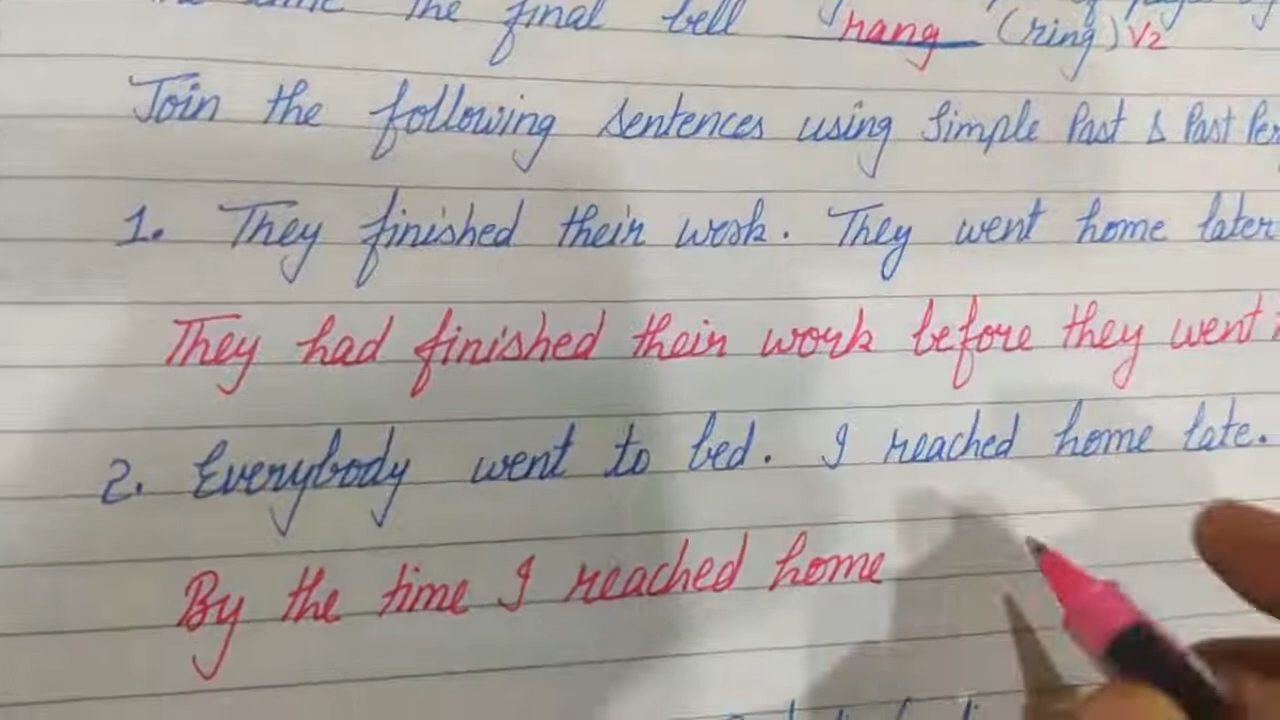 the final bell rang (ring) V2
Join the following sentences using Simple Past & Past Pe
1. They finished their work. They went home later
They had finished their work before they went
2. Everybody went to bed. I reached home late.
By the time I reached home